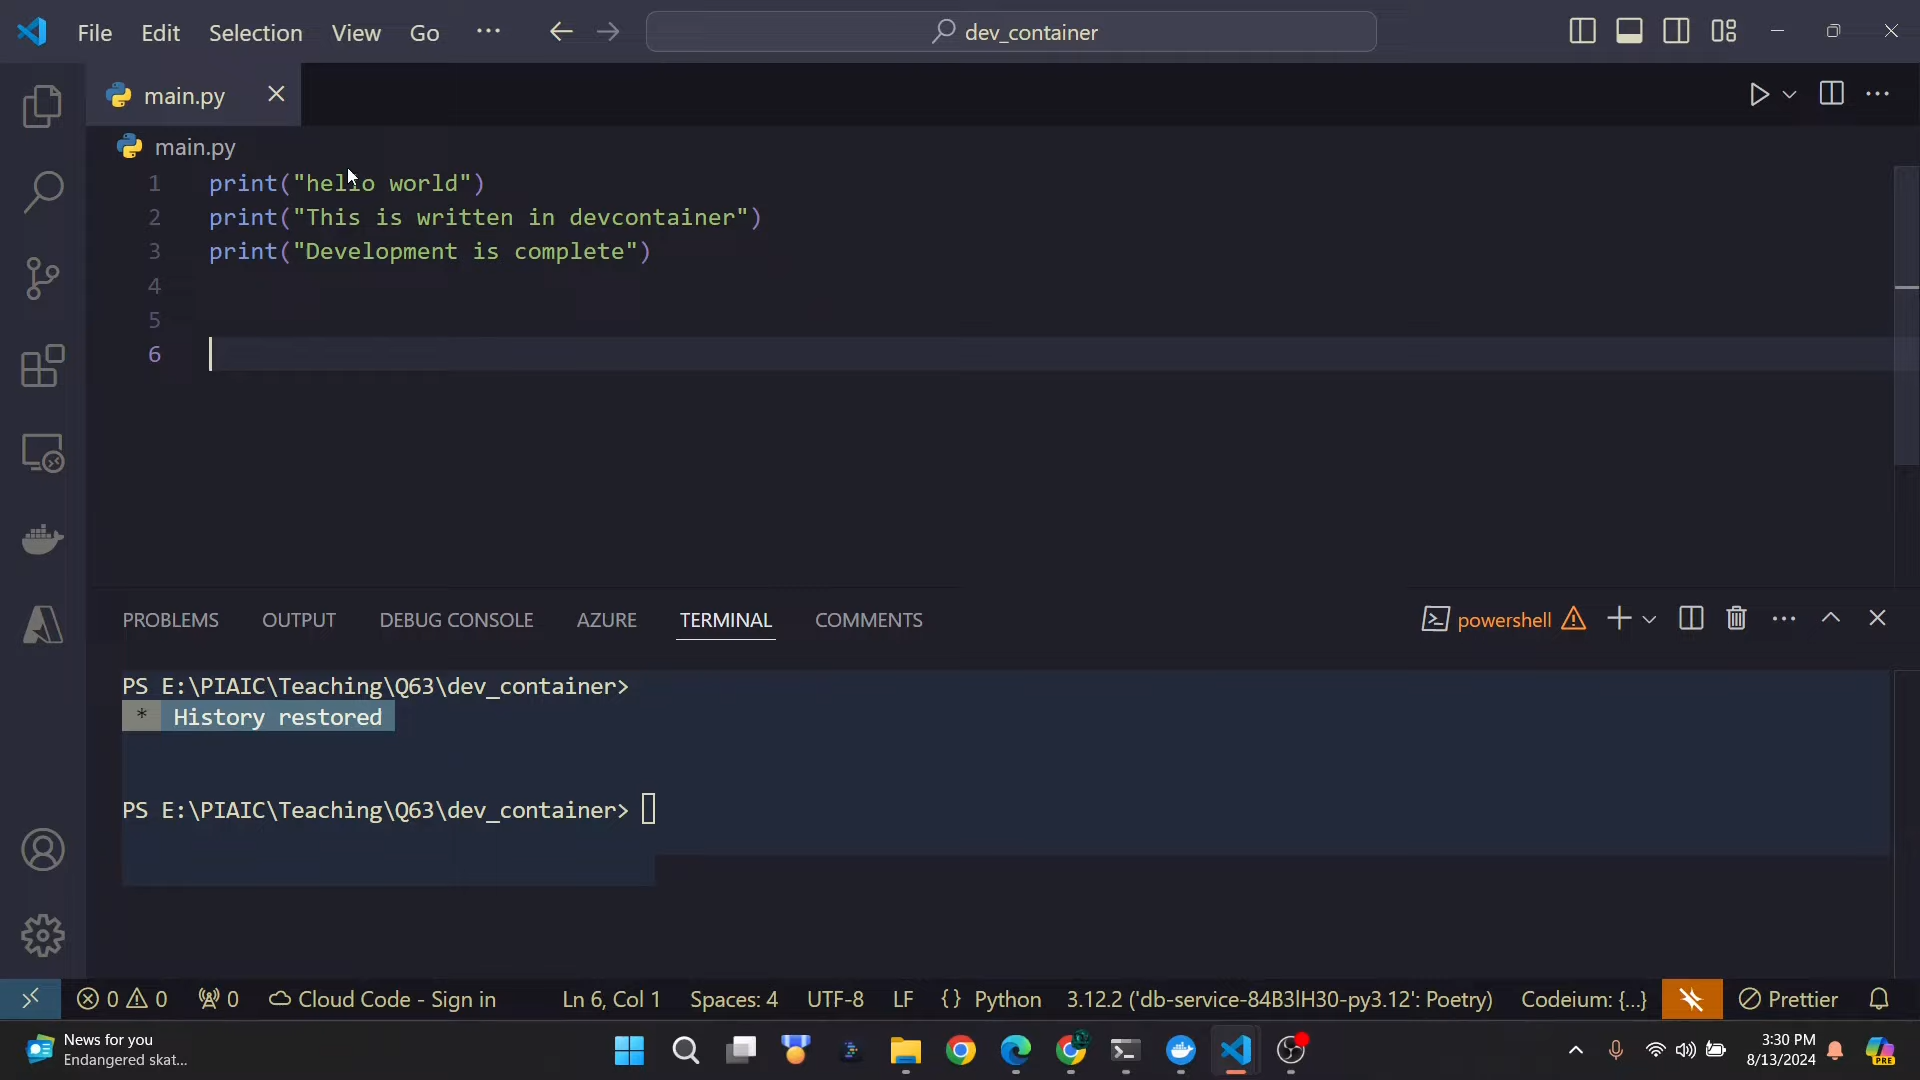 File Edit Selection View Go ··· dev_container
main.py
main.py
1 print("hello world")
2 print("This is written in devcontainer")
3 print("Development is complete")
4
5
6
PROBLEMS OUTPUT DEBUG CONSOLE AZURE TERMINAL COMMENTS powershell
PS E:\PIAIC\Teaching\Q63\dev_container>
* History restored
PS E:\PIAIC\Teaching\Q63\dev_container>
0 0 0 Cloud Code - Sign in Ln 6, Col 1 Spaces: 4 UTF-8 LF {} Python 3.12.2 ('db-service-84B3lH30-py3.12': Poetry) Codeium: {...} Prettier
News for you
Endangered skat...
3:30 PM
8/13/2024
PRE